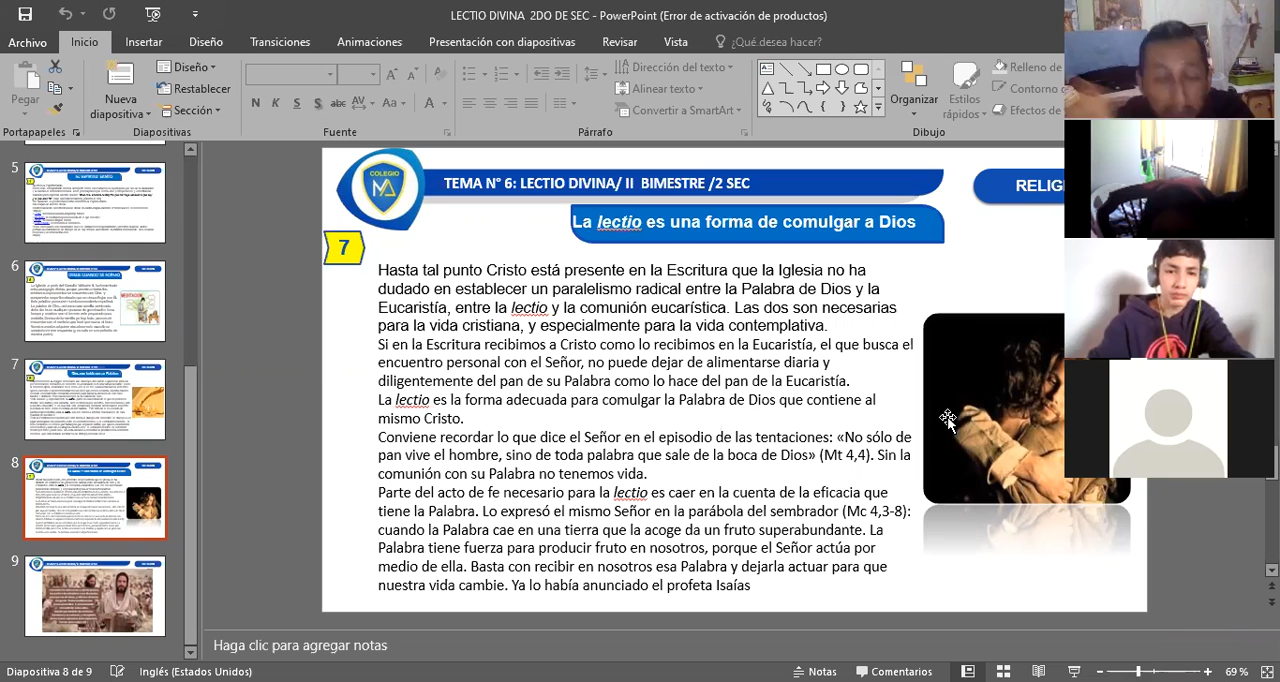 LECTIO DIVINA 2DO DE SEC - PowerPoint (Error de activación de productos)
Archivo Inicio Insertar Diseño Transiciones Animaciones Presentación con diapositivas Revisar Vista ¿Qué desea hacer?
Pegar
Nueva diapositiva
Diseño
Restablecer
Sección
N K S S abc AV Aa A
Dirección del texto
Alinear texto
Convertir a SmartArt
Organizar
Estilos rápidos
Relleno de
Contorno
Efectos de
Portapapeles Diapositivas Fuente Párrafo Dibujo
5
6
7
8
9
COLEGIO
MA
TEMA N° 6: LECTIO DIVINA/ II BIMESTRE /2 SEC
La lectio es una forma de comulgar a Dios
7
Hasta tal punto Cristo está presente en la Escritura que la Iglesia no ha
dudado en establecer un paralelismo radical entre la Palabra de Dios y la
Eucaristía, entre la lectio y la comunión eucarística. Las dos son necesarias
para la vida cristiana, y especialmente para la vida contemplativa.
Si en la Escritura recibimos a Cristo como lo recibimos en la Eucaristía, el que busca el
encuentro personal con el Señor, no puede dejar de alimentarse diaria y
diligentemente tanto de su Palabra como lo hace del Pan de la Eucaristía.
La lectio es la forma esencial para comulgar la Palabra de Dios que contiene al
mismo Cristo.
Conviene recordar lo que dice el Señor en el episodio de las tentaciones: «No sólo de
pan vive el hombre, sino de toda palabra que sale de la boca de Dios» (Mt 4,4). Sin la
comunión con la Palabra no tenemos vida.
Parte del acto de fe necesario para la lectio es caer en la cuenta de la eficacia que
tiene la Palabra. Lo expresó el mismo Señor en la parábola del sembrador (Mc 4,3-8):
cuando la Palabra cae en una tierra que la acoge da un fruto superabundante. La
Palabra tiene fuerza para producir fruto en nosotros, porque el Señor actúa por
medio de ella. Basta con recibir en nosotros esa Palabra y dejarla actuar para que
nuestra vida cambie. Ya lo había anunciado el profeta Isaías
Haga clic para agregar notas
Diapositiva 8 de 9 Inglés (Estados Unidos) Notas Comentarios 69 %